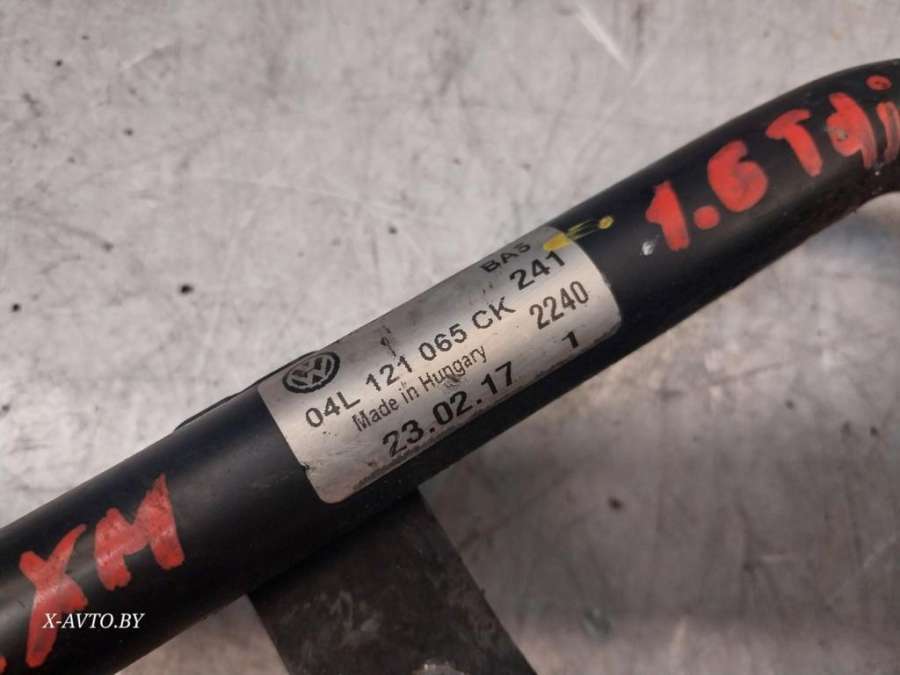 1.6 Tdi
BA5
04L 121 065 CK 241
Made in Hungary 2240
23.02.17 1
XM
X-AVTO.BY